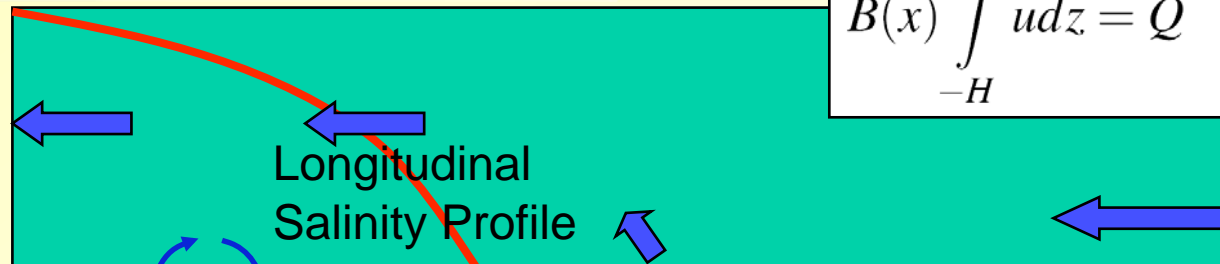 B(x) ∫ udz = Q
−H
Longitudinal
Salinity Profile